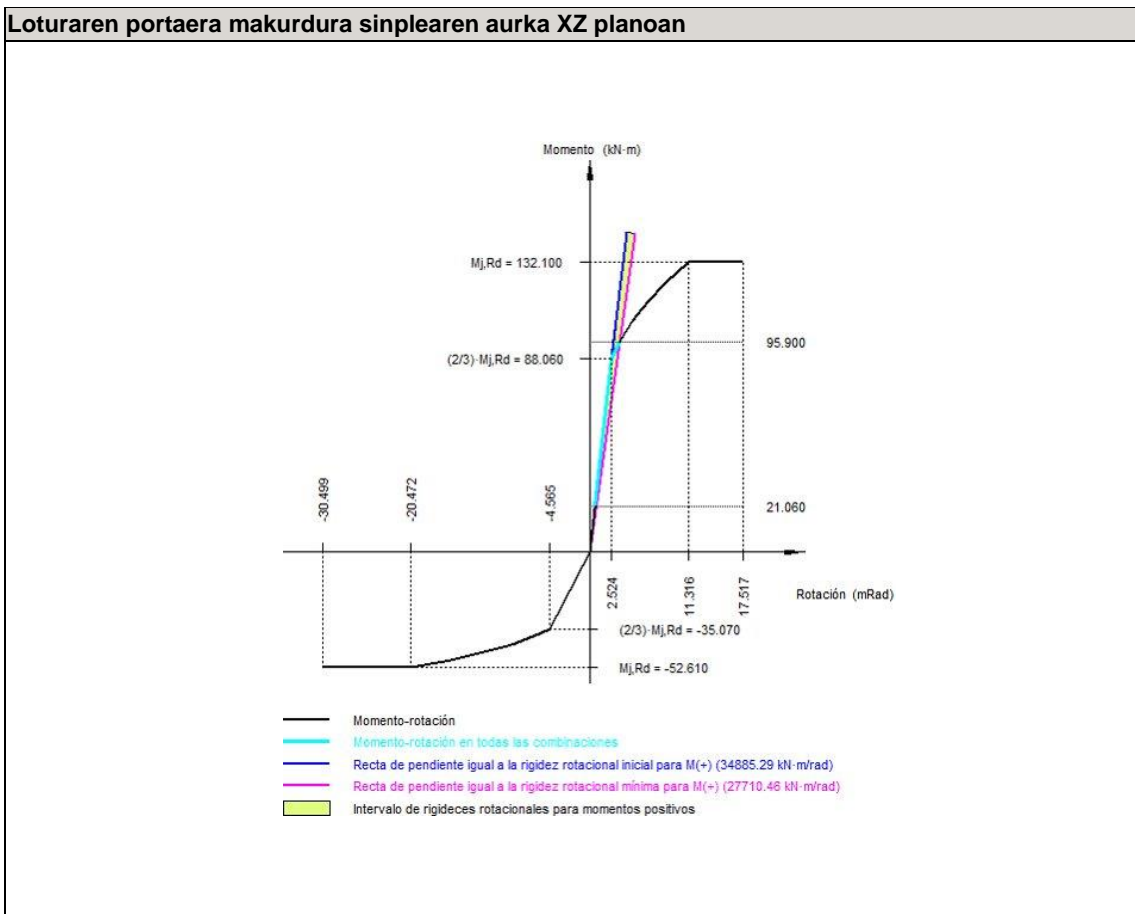 Loturaren portaera makurdura sinplearen aurka XZ planoan
Momento (kN·m)
Mj,Rd = 132.100
95.900
(2/3)·Mj,Rd = 88.060
-30.499
-20.472
-4.565
21.060
2.524
11.316
17.517
Rotación (mRad)
(2/3)·Mj,Rd = -35.070
Mj,Rd = -52.610
Momento-rotación
Momento-rotación en todas las combinaciones
Recta de pendiente igual a la rigidez rotacional inicial para M(+) (34885.29 kN·m/rad)
Recta de pendiente igual a la rigidez rotacional mínima para M(+) (27710.46 kN·m/rad)
Intervalo de rigideces rotacionales para momentos positivos